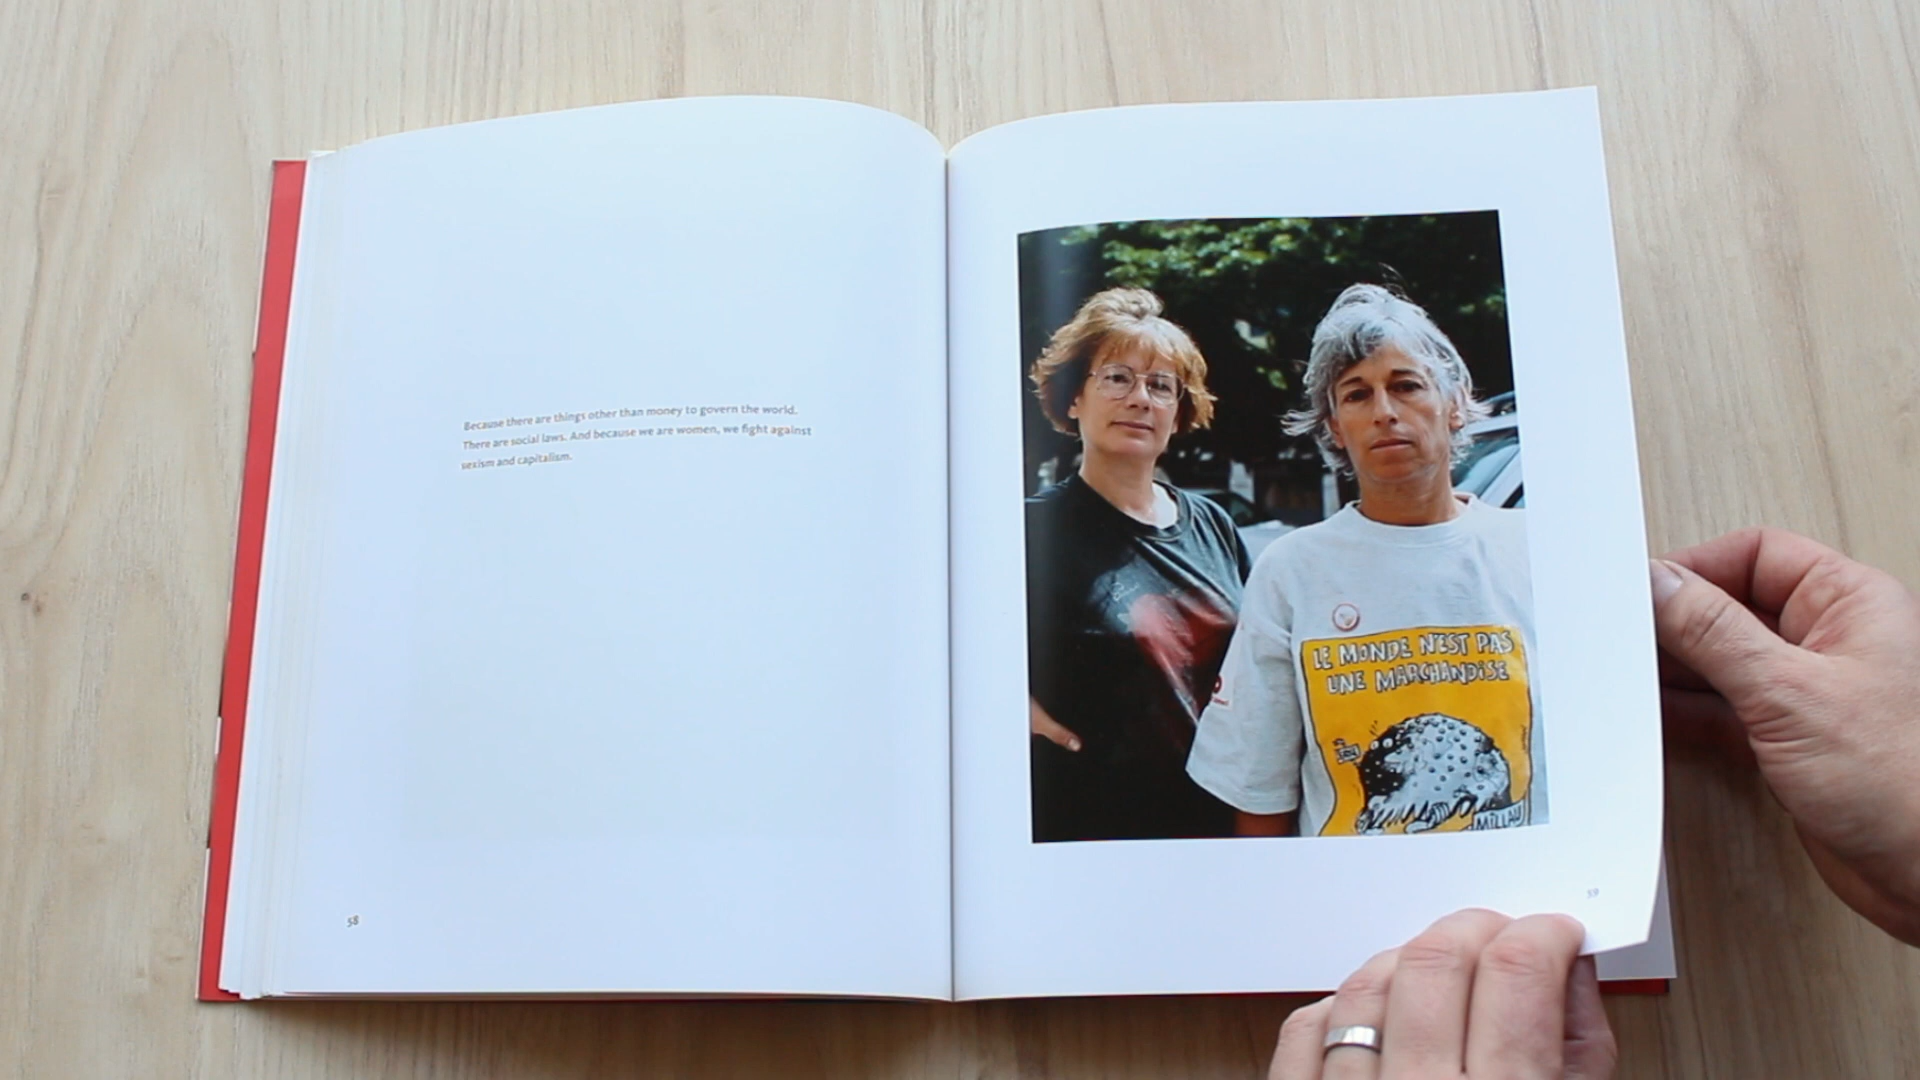 Because there are things other than money to govern the world.
There are social laws. And because we are women, we fight against
sexism and capitalism.
58
LE MONDE N'EST PAS
UNE MARCHANDiSE
MiLLAU
59